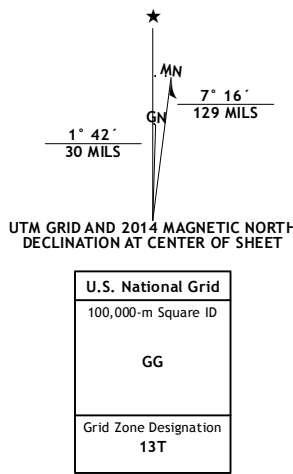 ★
MN
GN
7° 16´
129 MILS
1° 42´
30 MILS
UTM GRID AND 2014 MAGNETIC NORTH
DECLINATION AT CENTER OF SHEET
U.S. National Grid
100,000-m Square ID
GG
Grid Zone Designation
13T